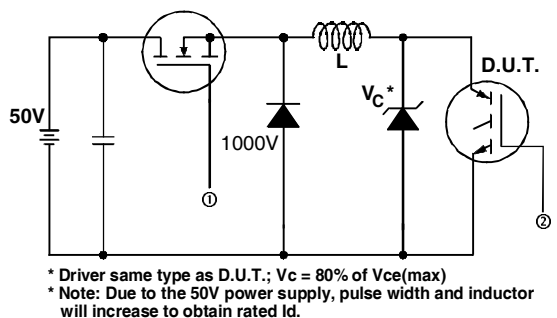 L
D.U.T.
V_C *
50V
1000V
①
②
* Driver same type as D.U.T.; Vc = 80% of Vce(max)
* Note: Due to the 50V power supply, pulse width and inductor
will increase to obtain rated Id.